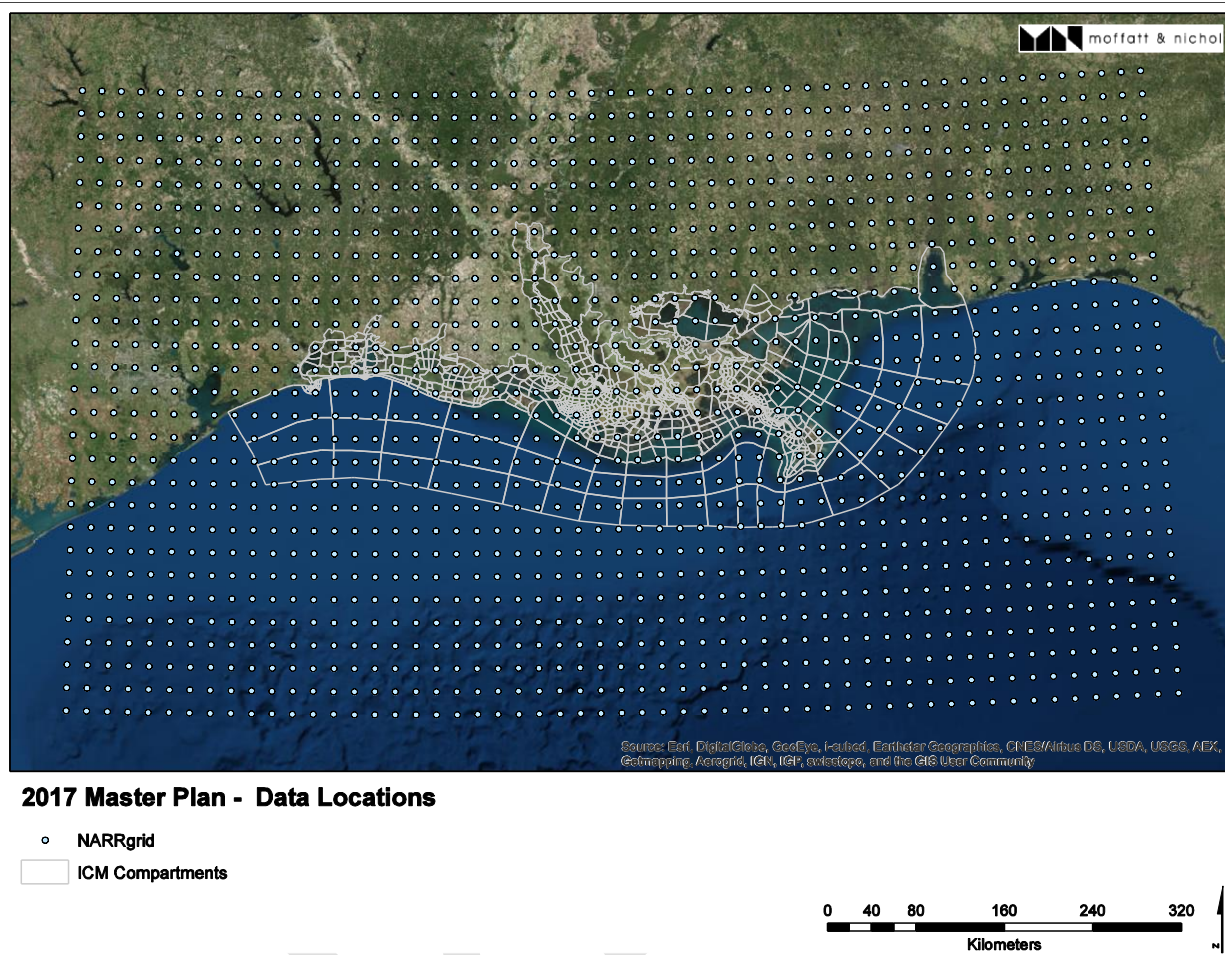 moffatt & nichol
Source: Esri, DigitalGlobe, GeoEye, i-cubed, Earthstar Geographics, CNES/Airbus DS, USDA, USGS, AEX,
Getmapping, Aerogrid, IGN, IGP, swisstopo, and the GIS User Community
2017 Master Plan - Data Locations
NARRgrid
ICM Compartments
0 40 80 160 240 320
Kilometers
N